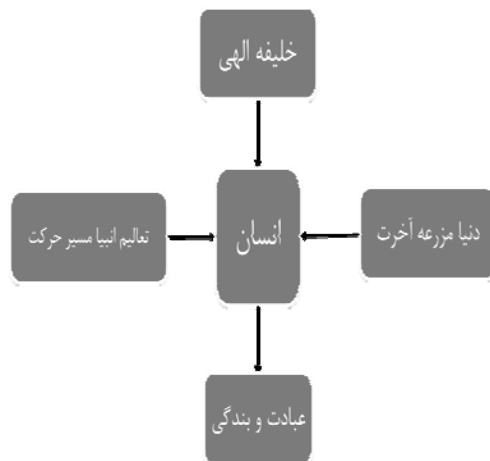 خلیفه الهی
دنیا مزرعه آخرت
انسان
تعالیم انبیا مسیر حرکت
عبادت و بندگی